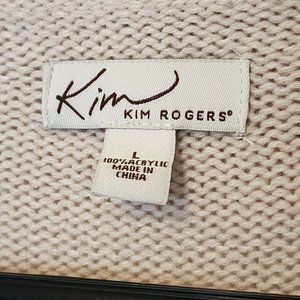 Kim
KIM ROGERS®
L
100% ACRYLIC
MADE IN
CHINA